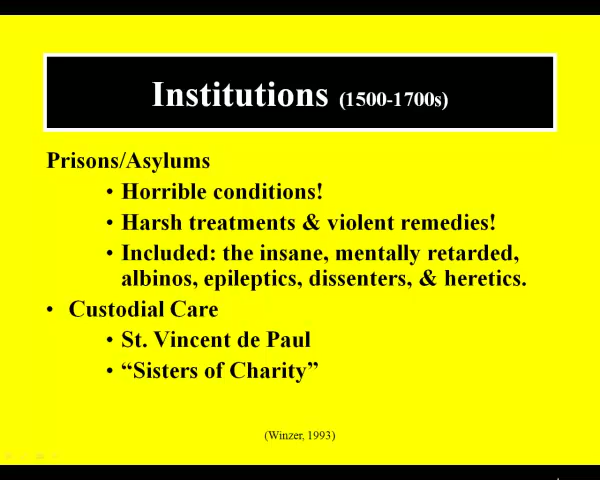 Institutions (1500-1700s)
Prisons/Asylums
• Horrible conditions!
• Harsh treatments & violent remedies!
• Included: the insane, mentally retarded,
albinos, epileptics, dissenters, & heretics.
• Custodial Care
• St. Vincent de Paul
• “Sisters of Charity”
(Winzer, 1993)